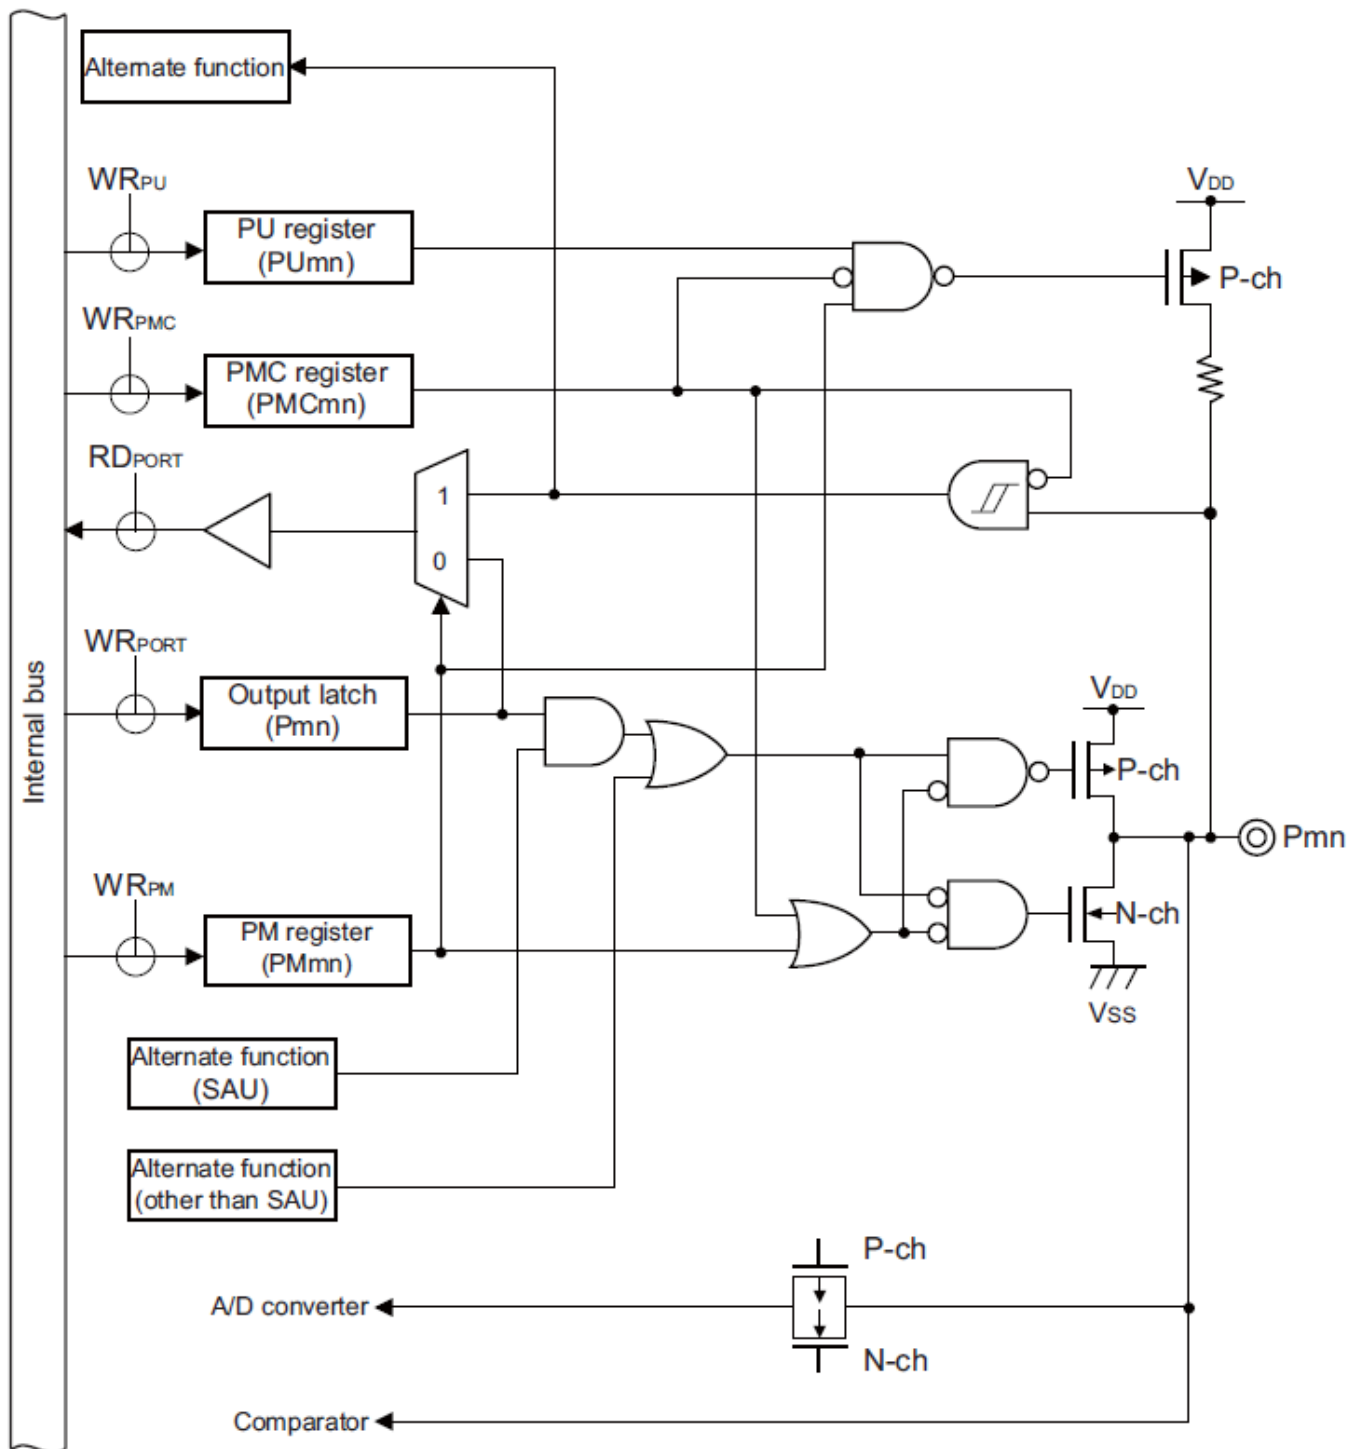 Alternate function
WRPU
PU register
(PUmn)
VDD
P-ch
WRPMC
PMC register
(PMCmn)
RDPORT
1
0
WRPORT
Output latch
(Pmn)
Internal bus
VDD
P-ch
Pmn
WRPM
PM register
(PMmn)
N-ch
VSS
Alternate function
(SAU)
Alternate function
(other than SAU)
P-ch
A/D converter
N-ch
Comparator